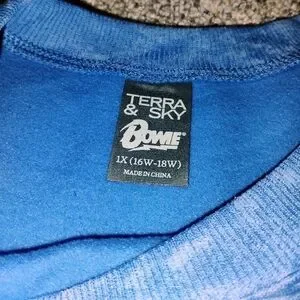 TERRA
& SKY
BOWIE®
1X (16W-18W)
MADE IN CHINA